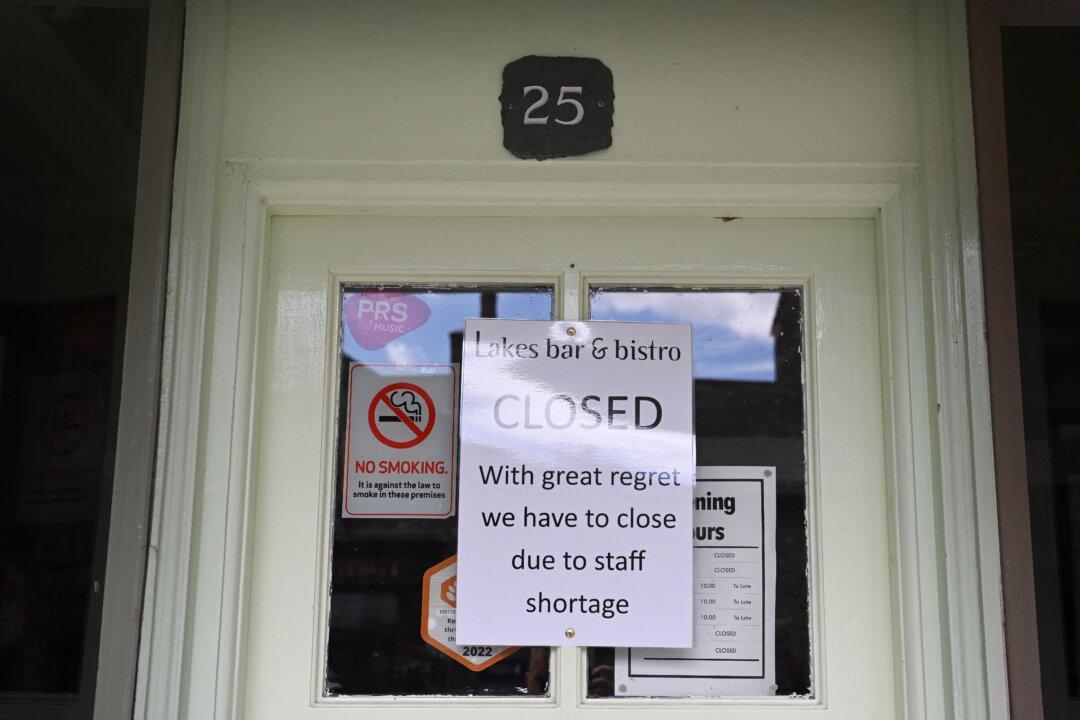 25
PRS
for MUSIC
NO SMOKING.
It is against the law to
smoke in these premises
Lakes bar & bistro
CLOSED
With great regret
we have to close
due to staff
shortage
2022
CLOSED
CLOSED
10.00 To Late
10.00 To Late
10.00 To Late
CLOSED
CLOSED